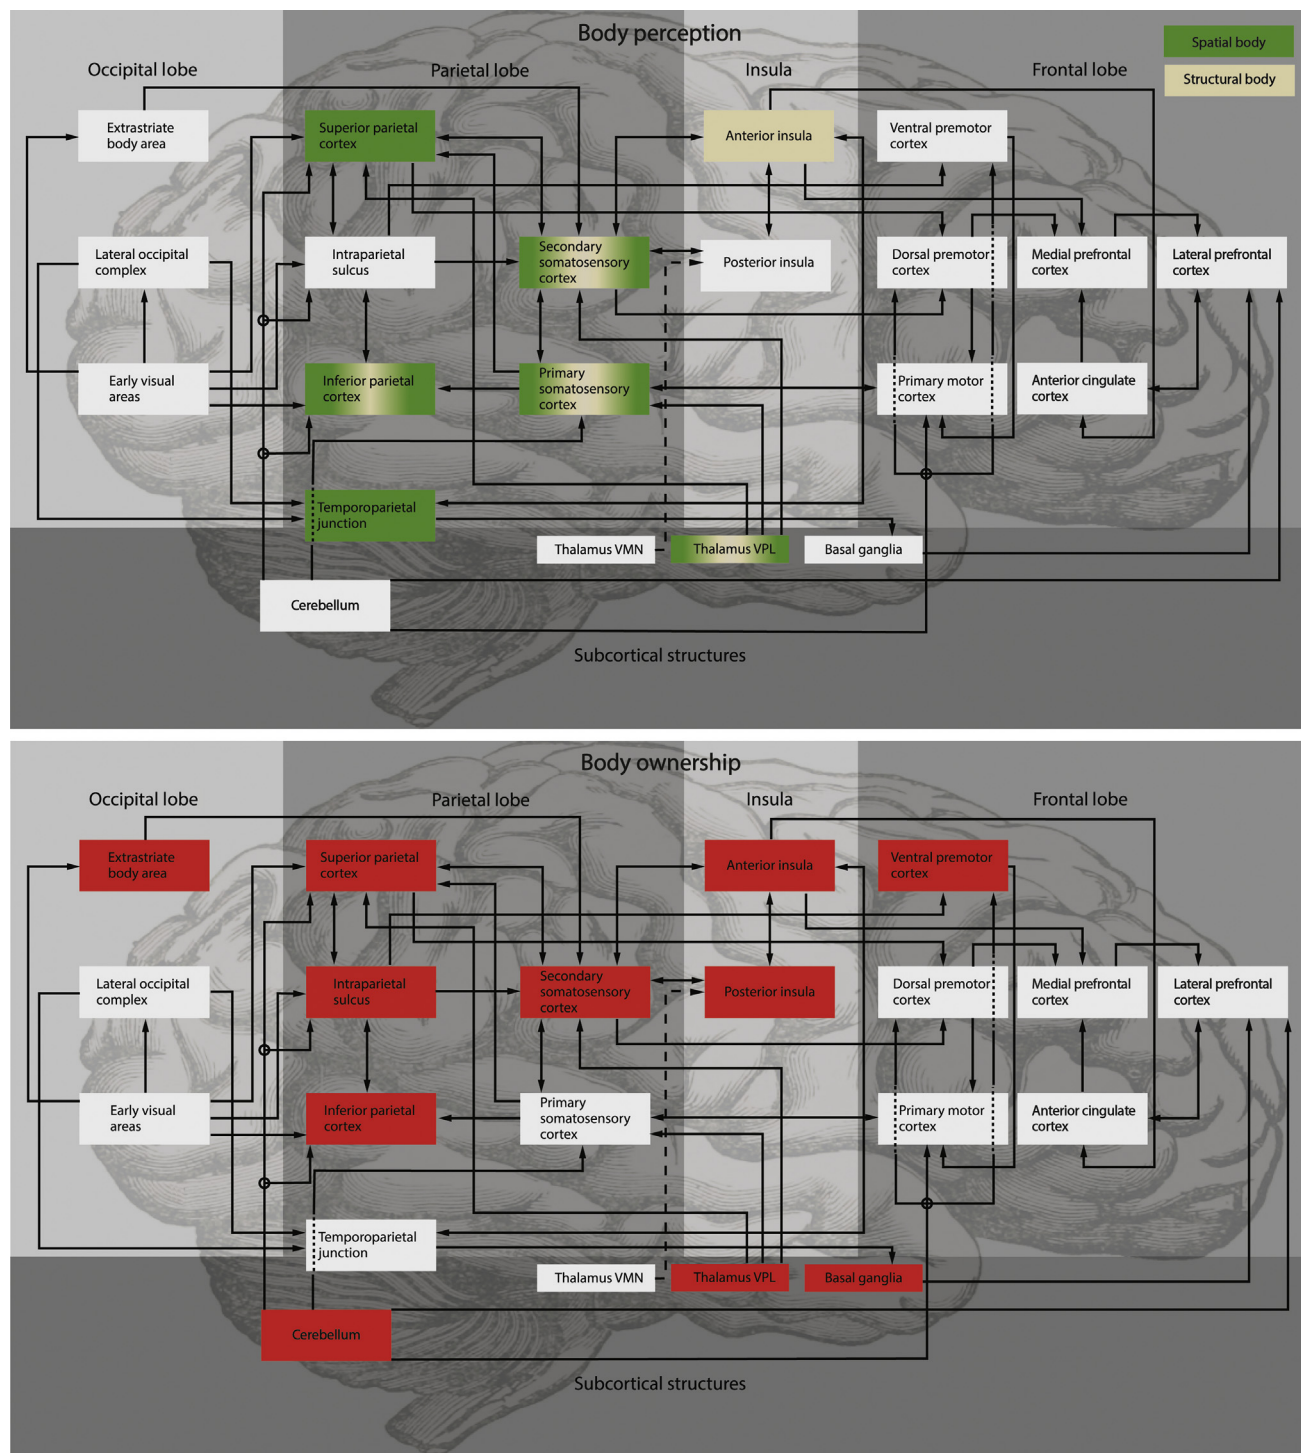 Body perception
Spatial body
Structural body
Occipital lobe
Parietal lobe
Insula
Frontal lobe
Extrastriate
body area
Superior parietal
cortex
Anterior insula
Ventral premotor
cortex
Lateral occipital
complex
Intraparietal
sulcus
Secondary
somatosensory
cortex
Posterior insula
Dorsal premotor
cortex
Medial prefrontal
cortex
Lateral prefrontal
cortex
Early visual
areas
Inferior parietal
cortex
Primary
somatosensory
cortex
Primary motor
cortex
Anterior cingulate
cortex
Temporoparietal
junction
Thalamus VMN
Thalamus VPL
Basal ganglia
Cerebellum
Subcortical structures
Body ownership
Occipital lobe
Parietal lobe
Insula
Frontal lobe
Extrastriate
body area
Superior parietal
cortex
Anterior insula
Ventral premotor
cortex
Lateral occipital
complex
Intraparietal
sulcus
Secondary
somatosensory
cortex
Posterior insula
Dorsal premotor
cortex
Medial prefrontal
cortex
Lateral prefrontal
cortex
Early visual
areas
Inferior parietal
cortex
Primary
somatosensory
cortex
Primary motor
cortex
Anterior cingulate
cortex
Temporoparietal
junction
Thalamus VMN
Thalamus VPL
Basal ganglia
Cerebellum
Subcortical structures